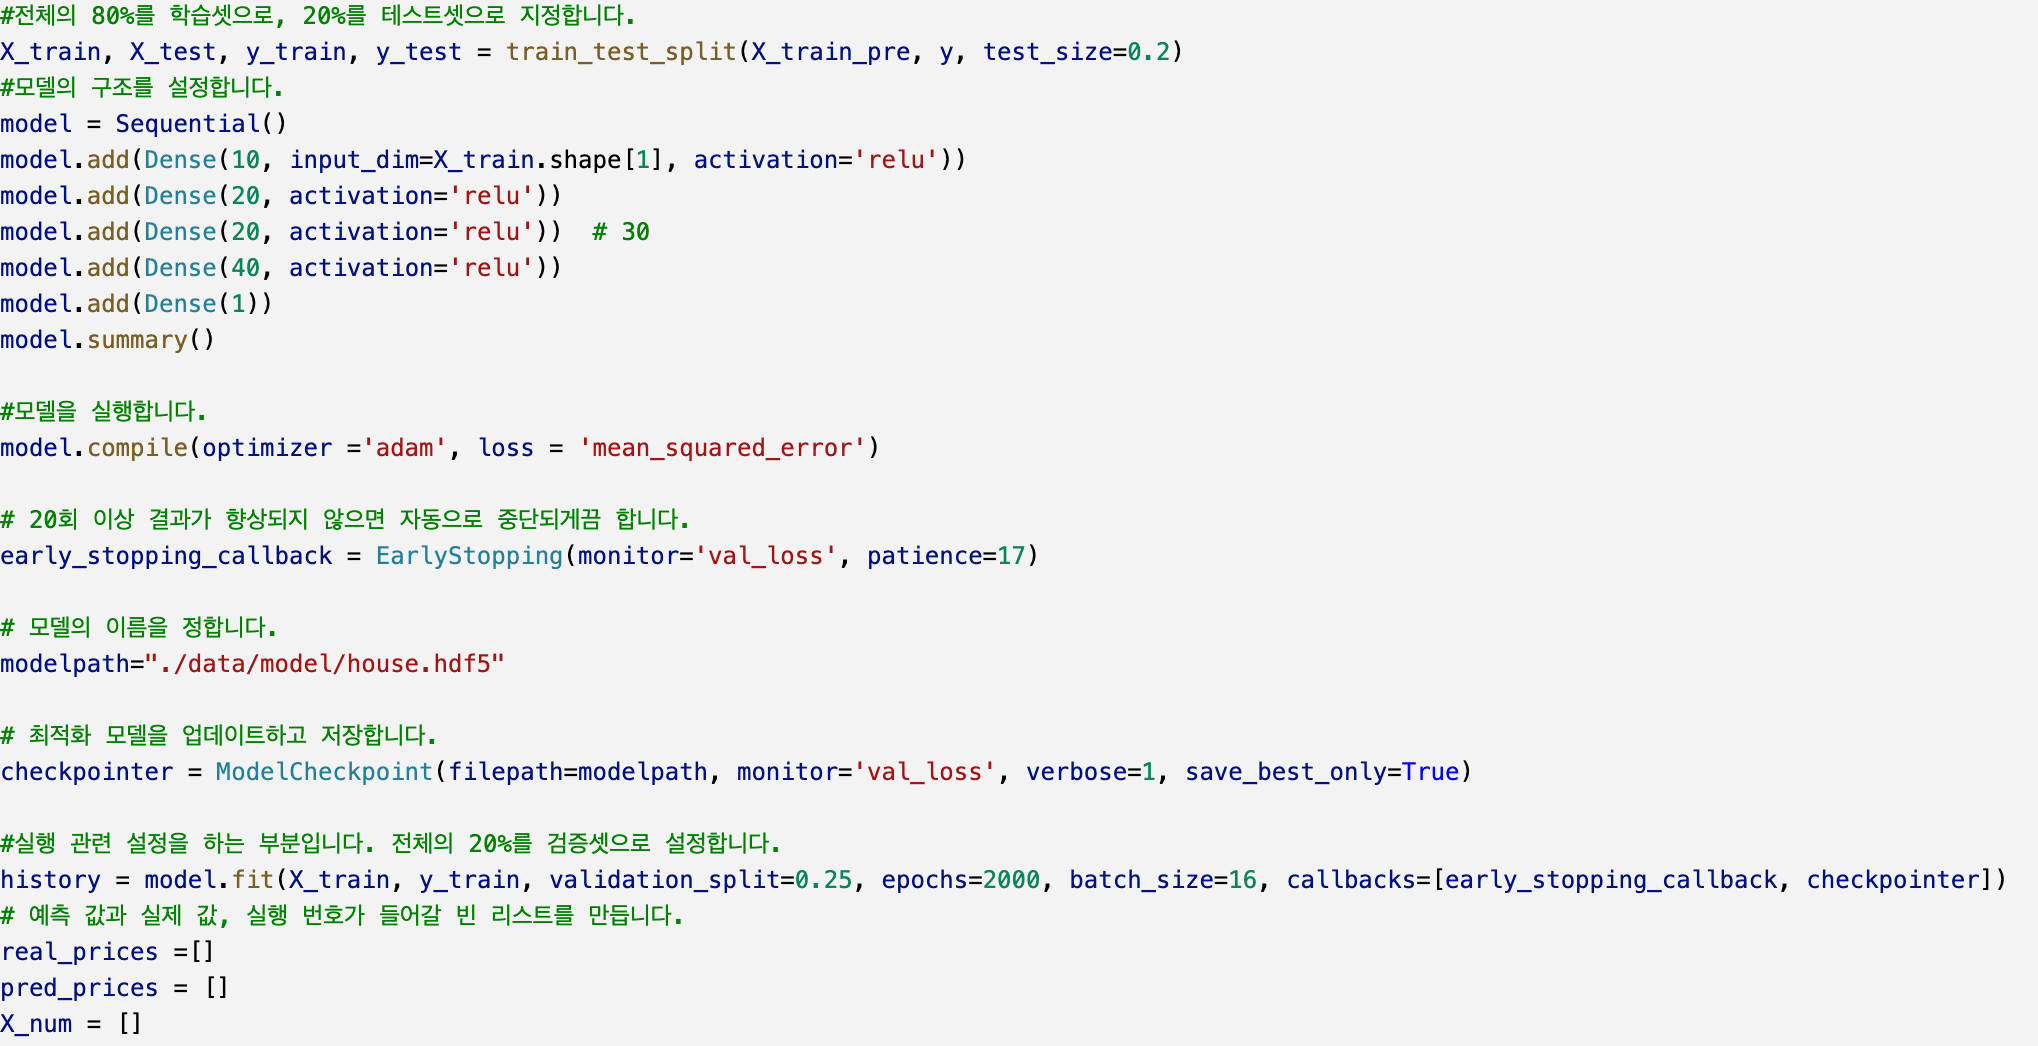 #전체의 80%를 학습셋으로, 20%를 테스트셋으로 지정합니다.
X_train, X_test, y_train, y_test = train_test_split(X_train_pre, y, test_size=0.2)
#모델의 구조를 설정합니다.
model = Sequential()
model.add(Dense(10, input_dim=X_train.shape[1], activation='relu'))
model.add(Dense(20, activation='relu'))
model.add(Dense(20, activation='relu'))  # 30
model.add(Dense(40, activation='relu'))
model.add(Dense(1))
model.summary()
#모델을 실행합니다.
model.compile(optimizer ='adam', loss = 'mean_squared_error')
# 20회 이상 결과가 향상되지 않으면 자동으로 중단되게끔 합니다.
early_stopping_callback = EarlyStopping(monitor='val_loss', patience=17)
# 모델의 이름을 정합니다.
modelpath="./data/model/house.hdf5"
# 최적화 모델을 업데이트하고 저장합니다.
checkpointer = ModelCheckpoint(filepath=modelpath, monitor='val_loss', verbose=1, save_best_only=True)
#실행 관련 설정을 하는 부분입니다. 전체의 20%를 검증셋으로 설정합니다.
history = model.fit(X_train, y_train, validation_split=0.25, epochs=2000, batch_size=16, callbacks=[early_stopping_callback, checkpointer])
# 예측 값과 실제 값, 실행 번호가 들어갈 빈 리스트를 만듭니다.
real_prices =[]
pred_prices = []
X_num = []